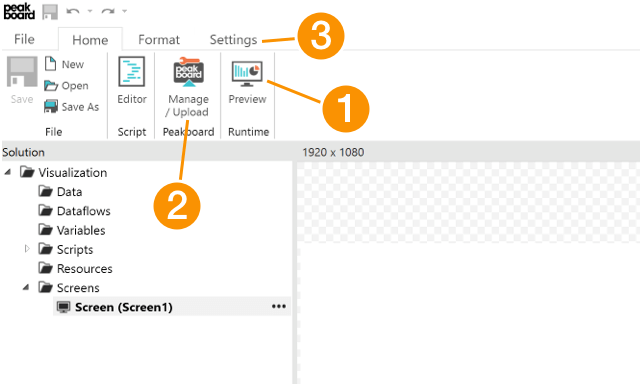 peak
board
File Home Format Settings 3
New
Open
Save As
Save
Editor
peak
board
Manage
/ Upload
Preview
1
File Script Peakboard Runtime
Solution 1920 x 1080
Visualization
Data
2
Dataflows
Variables
Scripts
Resources
Screens
Screen (Screen1) •••